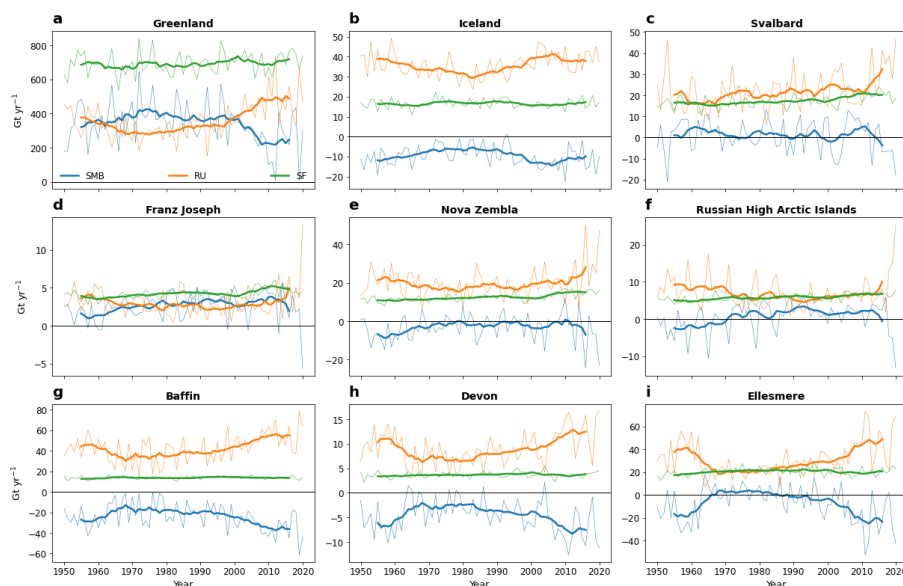 a Greenland
b Iceland
c Svalbard
Gt yr⁻¹
800
600
400
200
0
SMB RU SF
50
40
30
20
10
0
−10
−20
50
40
30
20
10
0
−10
−20
d Franz Joseph
e Nova Zembla
f Russian High Arctic Islands
Gt yr⁻¹
10
5
0
−5
40
20
0
−20
20
10
0
−10
g Baffin
h Devon
i Ellesmere
Gt yr⁻¹
80
60
40
20
0
−20
−40
−60
15
10
5
0
−5
−10
60
40
20
0
−20
−40
1950 1960 1970 1980 1990 2000 2010 2020
1950 1960 1970 1980 1990 2000 2010 2020
1950 1960 1970 1980 1990 2000 2010 2020
Year
Year
Year